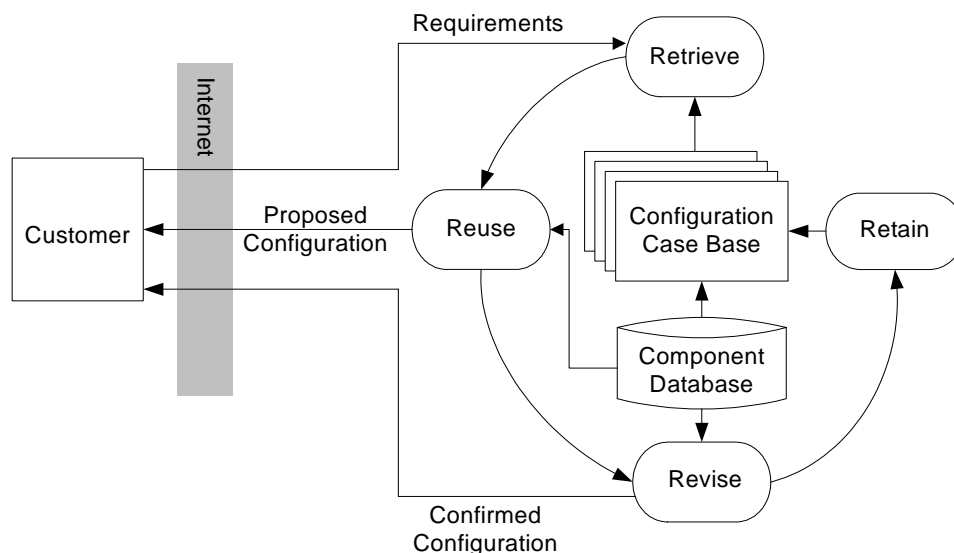 Requirements
Retrieve
Internet
Customer
Proposed
Configuration
Reuse
Configuration
Case Base
Retain
Component
Database
Revise
Confirmed
Configuration